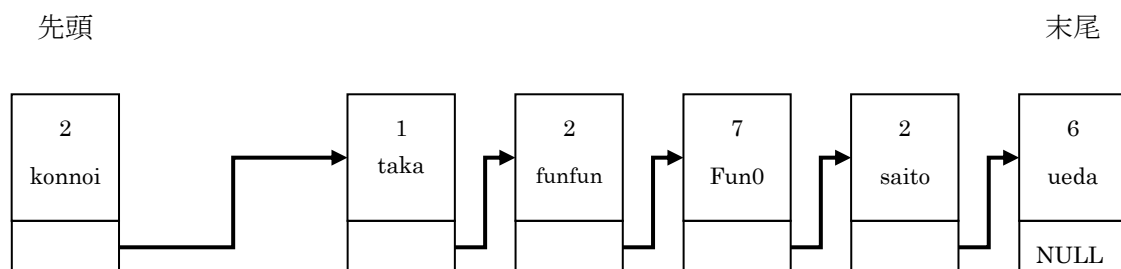 先頭
末尾
2
konnoi
1
taka
2
funfun
7
Fun0
2
saito
6
ueda
NULL